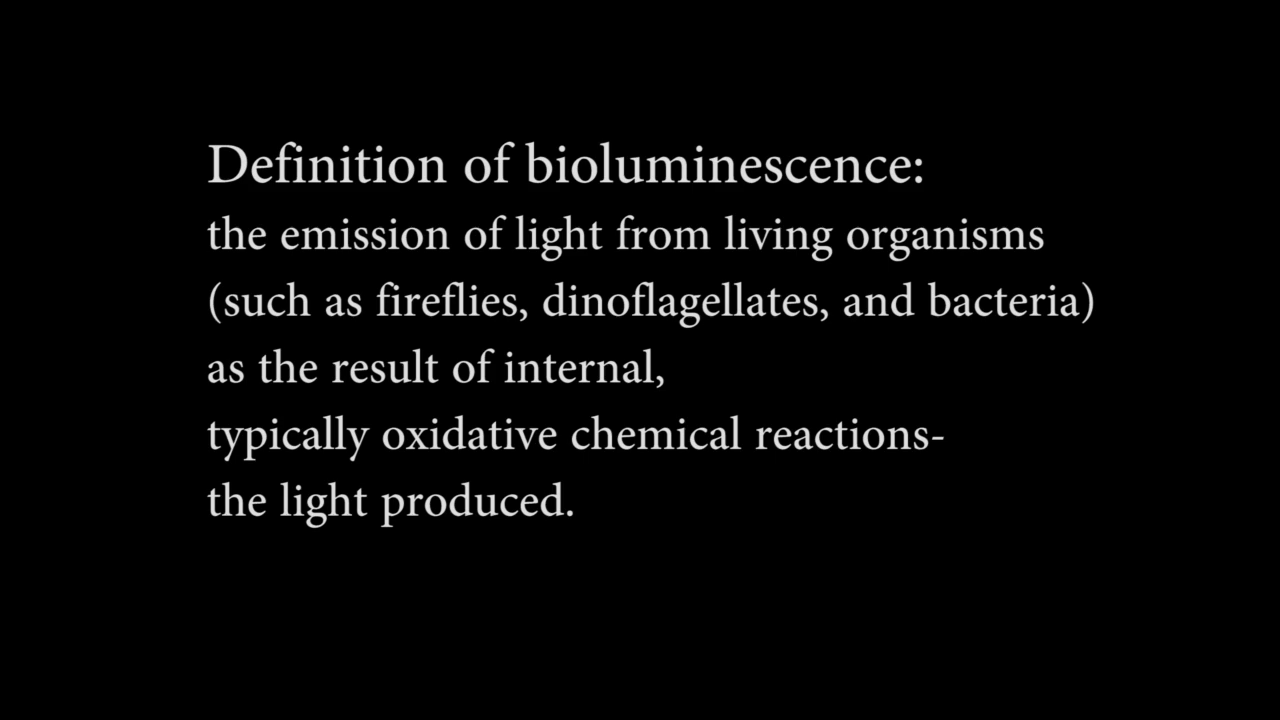 Definition of bioluminescence:
the emission of light from living organisms
(such as fireflies, dinoflagellates, and bacteria)
as the result of internal,
typically oxidative chemical reactions-
the light produced.